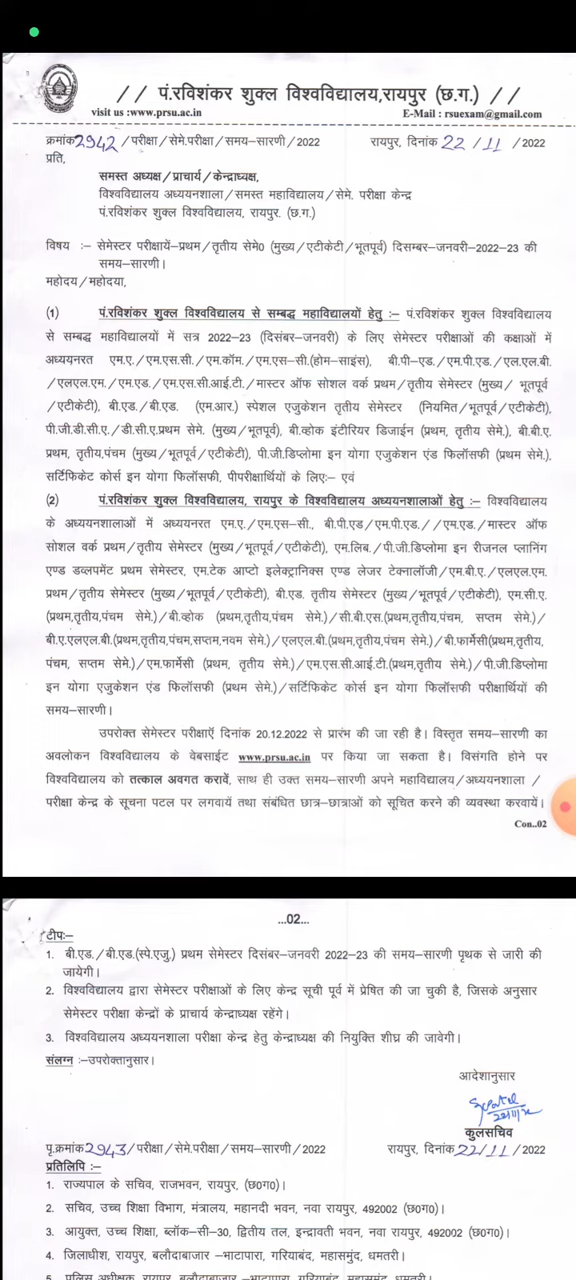 // पं.रविशंकर शुक्ल विश्वविद्यालय,रायपुर (छ.ग.) //
visit us :www.prsu.ac.in E-Mail : rsuexam@gmail.com
क्रमांक 2942 /परीक्षा/सेमे.परीक्षा/समय–सारणी/2022 रायपुर, दिनांक 22 / 11 /2022
प्रति,
समस्त अध्यक्ष/प्राचार्य/केन्द्राध्यक्ष,
विश्वविद्यालय अध्ययनशाला/समस्त महाविद्यालय/सेमे. परीक्षा केन्द्र
पं.रविशंकर शुक्ल विश्वविद्यालय, रायपुर. (छ.ग.)
विषय :– सेमेस्टर परीक्षायें–प्रथम/तृतीय सेमे0 (मुख्य/एटीकेटी/भूतपूर्व) दिसम्बर–जनवरी–2022-23 की
समय–सारणी।
महोदय/महोदया,
(1) पं.रविशंकर शुक्ल विश्वविद्यालय से सम्बद्ध महाविद्यालयों हेतु :– पं.रविशंकर शुक्ल विश्वविद्यालय
से सम्बद्ध महाविद्यालयों में सत्र 2022-23 (दिसंबर–जनवरी) के लिए सेमेस्टर परीक्षाओं की कक्षाओं में
अध्ययनरत एम.ए./एम.एस.सी./एम.कॉम./एम.एस–सी.(होम–साइंस), बी.पी–एड./एम.पी.एड./एल.एल.बी.
/एलएल.एम./एम.एड./एम.एस.सी.आई.टी./मास्टर ऑफ सोशल वर्क प्रथम/तृतीय सेमेस्टर (मुख्य/ भूतपूर्व
/एटीकेटी), बी.एड./बी.एड. (एम.आर.) स्पेशल एजुकेशन तृतीय सेमेस्टर (नियमित/भूतपूर्व/एटीकेटी),
पी.जी.डी.सी.ए./डी.सी.ए.प्रथम सेमे. (मुख्य/भूतपूर्व), बी.व्होक इंटीरियर डिजाईन (प्रथम, तृतीय सेमे.), बी.बी.ए.
प्रथम, तृतीय,पंचम (मुख्य/भूतपूर्व/एटीकेटी), पी.जी.डिप्लोमा इन योगा एजुकेशन एंड फिलॉसफी (प्रथम सेमे.).
सर्टिफिकेट कोर्स इन योगा फिलॉसफी, पीपरीक्षार्थियों के लिए:– एवं
(2) पं.रविशंकर शुक्ल विश्वविद्यालय, रायपुर के विश्वविद्यालय अध्ययनशालाओं हेतु :– विश्वविद्यालय
के अध्ययनशालाओं में अध्ययनरत एम.ए./एम.एस–सी., बी.पी.एड/एम.पी.एड.//एम.एड./मास्टर ऑफ
सोशल वर्क प्रथम/तृतीय सेमेस्टर (मुख्य/भूतपूर्व/एटीकेटी), एम.लिब./पी.जी.डिप्लोमा इन रीजनल प्लानिंग
एण्ड डव्लपमेंट प्रथम सेमेस्टर, एम.टेक आप्टो इलेक्ट्रानिक्स एण्ड लेजर टेक्नालॉजी/एम.बी.ए./एलएल.एम.
प्रथम/तृतीय सेमेस्टर (मुख्य/भूतपूर्व/एटीकेटी), बी.एड. तृतीय सेमेस्टर (मुख्य/भूतपूर्व/एटीकेटी), एम.सी.ए.
(प्रथम,तृतीय,पंचम सेमे.)/बी.व्होक (प्रथम,तृतीय,पंचम सेमे.)/सी.बी.एस.(प्रथम,तृतीय,पंचम, सप्तम सेमे.)/
बी.ए.एलएल.बी.(प्रथम,तृतीय,पंचम,सप्तम,नवम सेमे.)/एलएल.बी.(प्रथम,तृतीय,पंचम सेमे.)/बी.फार्मेसी(प्रथम,तृतीय,
पंचम, सप्तम सेमे.)/एम.फार्मेसी (प्रथम, तृतीय सेमे.)/एम.एस.सी.आई.टी.(प्रथम,तृतीय सेमे.)/पी.जी.डिप्लोमा
इन योगा एजुकेशन एंड फिलॉसफी (प्रथम सेमे.)/सर्टिफिकेट कोर्स इन योगा फिलॉसफी परीक्षार्थियों की
समय–सारणी।
उपरोक्त सेमेस्टर परीक्षाऐं दिनांक 20.12.2022 से प्रारंभ की जा रही है। विस्तृत समय–सारणी का
अवलोकन विश्वविद्यालय के वेबसाईट www.prsu.ac.in पर किया जा सकता है। विसंगति होने पर
विश्वविद्यालय को तत्काल अवगत करावें, साथ ही उक्त समय–सारणी अपने महाविद्यालय/अध्ययनशाला/
परीक्षा केन्द्र के सूचना पटल पर लगवायें तथा संबंधित छात्र–छात्राओं को सूचित करने की व्यवस्था करवायें।
Con..02
...02...
टीपः–
1. बी.एड./बी.एड.(स्पे.एजु.) प्रथम सेमेस्टर दिसंबर–जनवरी 2022-23 की समय–सारणी पृथक से जारी की
जायेगी।
2. विश्वविद्यालय द्वारा सेमेस्टर परीक्षाओं के लिए केन्द्र सूची पूर्व में प्रेषित की जा चुकी है, जिसके अनुसार
सेमेस्टर परीक्षा केन्द्रों के प्राचार्य केन्द्राध्यक्ष रहेंगे।
3. विश्वविद्यालय अध्ययनशाला परीक्षा केन्द्र हेतु केन्द्राध्यक्ष की नियुक्ति शीघ्र की जावेगी।
संलग्न :–उपरोक्तानुसार।
आदेशानुसार
कुलसचिव
पृ.क्रमांक 2943/परीक्षा/सेमे.परीक्षा/समय–सारणी/2022 रायपुर, दिनांक 22/11/2022
प्रतिलिपि :–
1. राज्यपाल के सचिव, राजभवन, रायपुर, (छ0ग0)।
2. सचिव, उच्च शिक्षा विभाग, मंत्रालय, महानदी भवन, नवा रायपुर, 492002 (छ0ग0)।
3. आयुक्त, उच्च शिक्षा, ब्लॉक–सी–30, द्वितीय तल, इन्द्रावती भवन, नवा रायपुर, 492002 (छ0ग0)।
4. जिलाधीश, रायपुर, बलौदाबाजार –भाटापारा, गरियाबंद, महासमुंद, धमतरी।
5. पुलिस अधीक्षक, रायपुर, बलौदाबाजार –भाटापारा, गरियाबंद, महासमुंद, धमतरी।